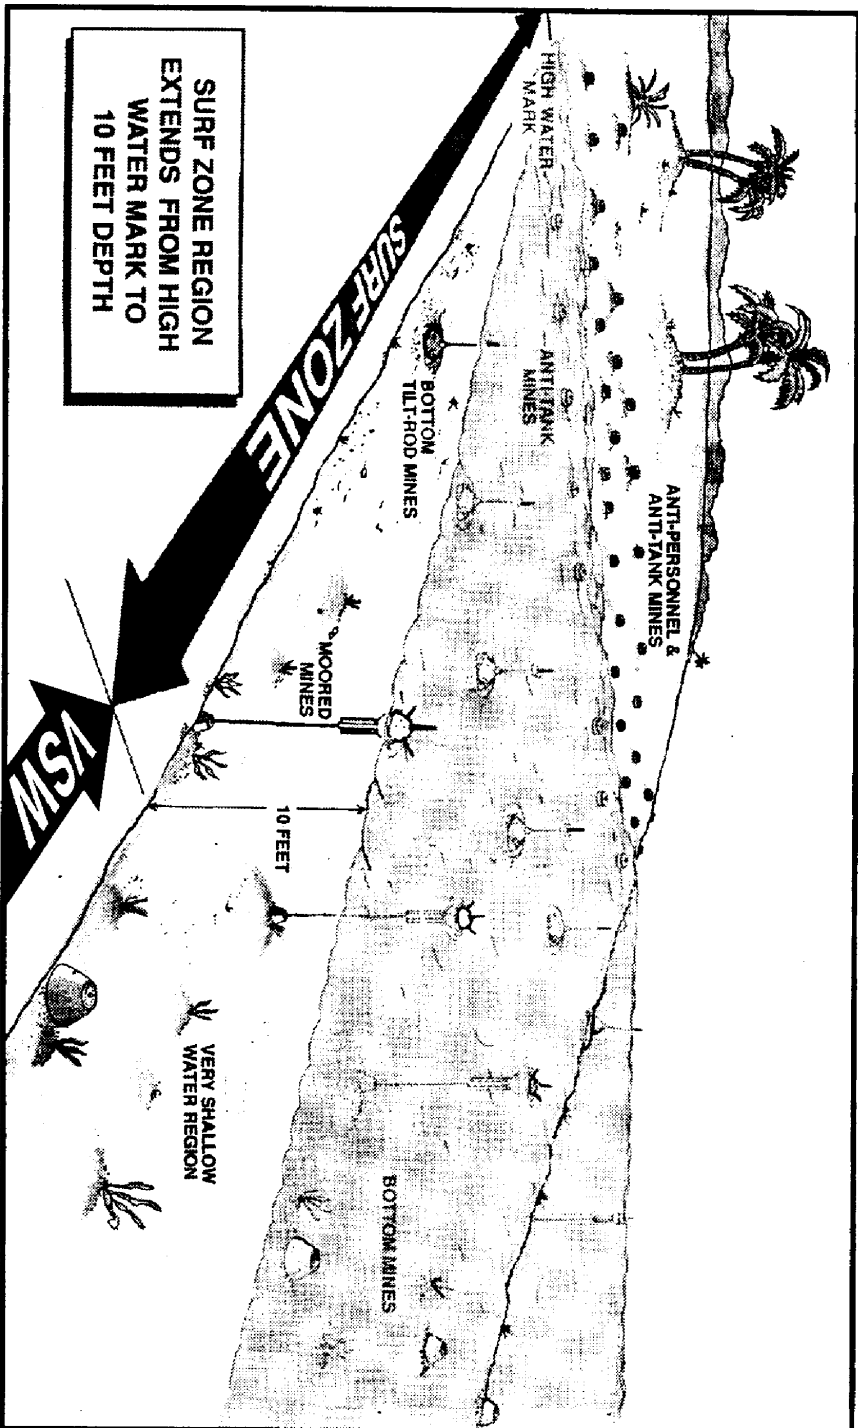 SURF ZONE REGION
EXTENDS FROM HIGH
WATER MARK TO
10 FEET DEPTH
HIGH WATER
MARK
SURF ZONE
VSW
ANTI-PERSONNEL &
ANTI-TANK MINES
ANTI-TANK
MINES
BOTTOM
TILT-ROD MINES
MOORED
MINES
10 FEET
VERY SHALLOW
WATER REGION
BOTTOM MINES